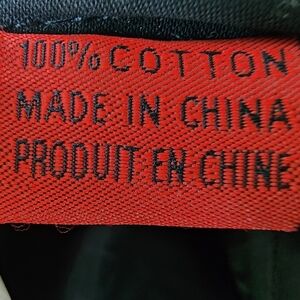 100% COTTON
MADE IN CHINA
PRODUIT EN CHINE